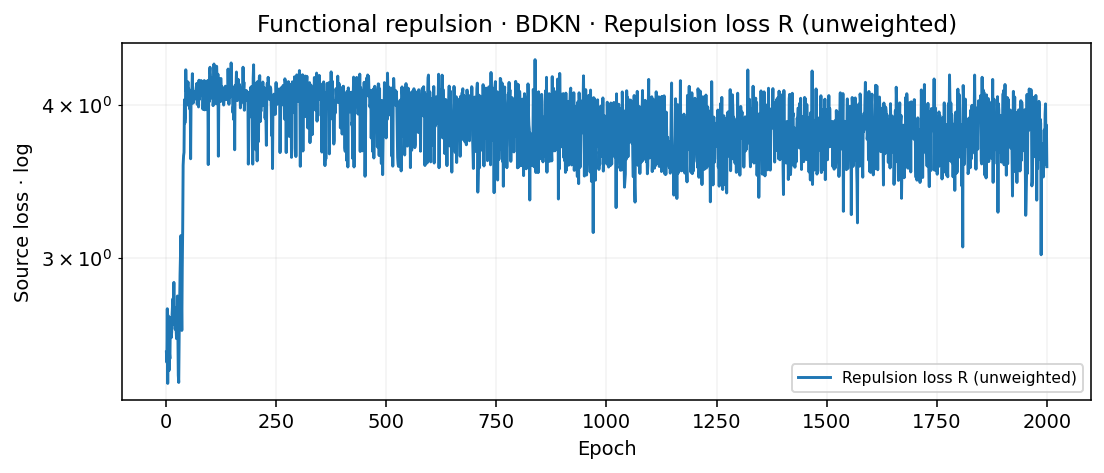 Functional repulsion · BDKN · Repulsion loss R (unweighted)
Source loss · log
4 × 10⁰
3 × 10⁰
Repulsion loss R (unweighted)
0 250 500 750 1000 1250 1500 1750 2000
Epoch